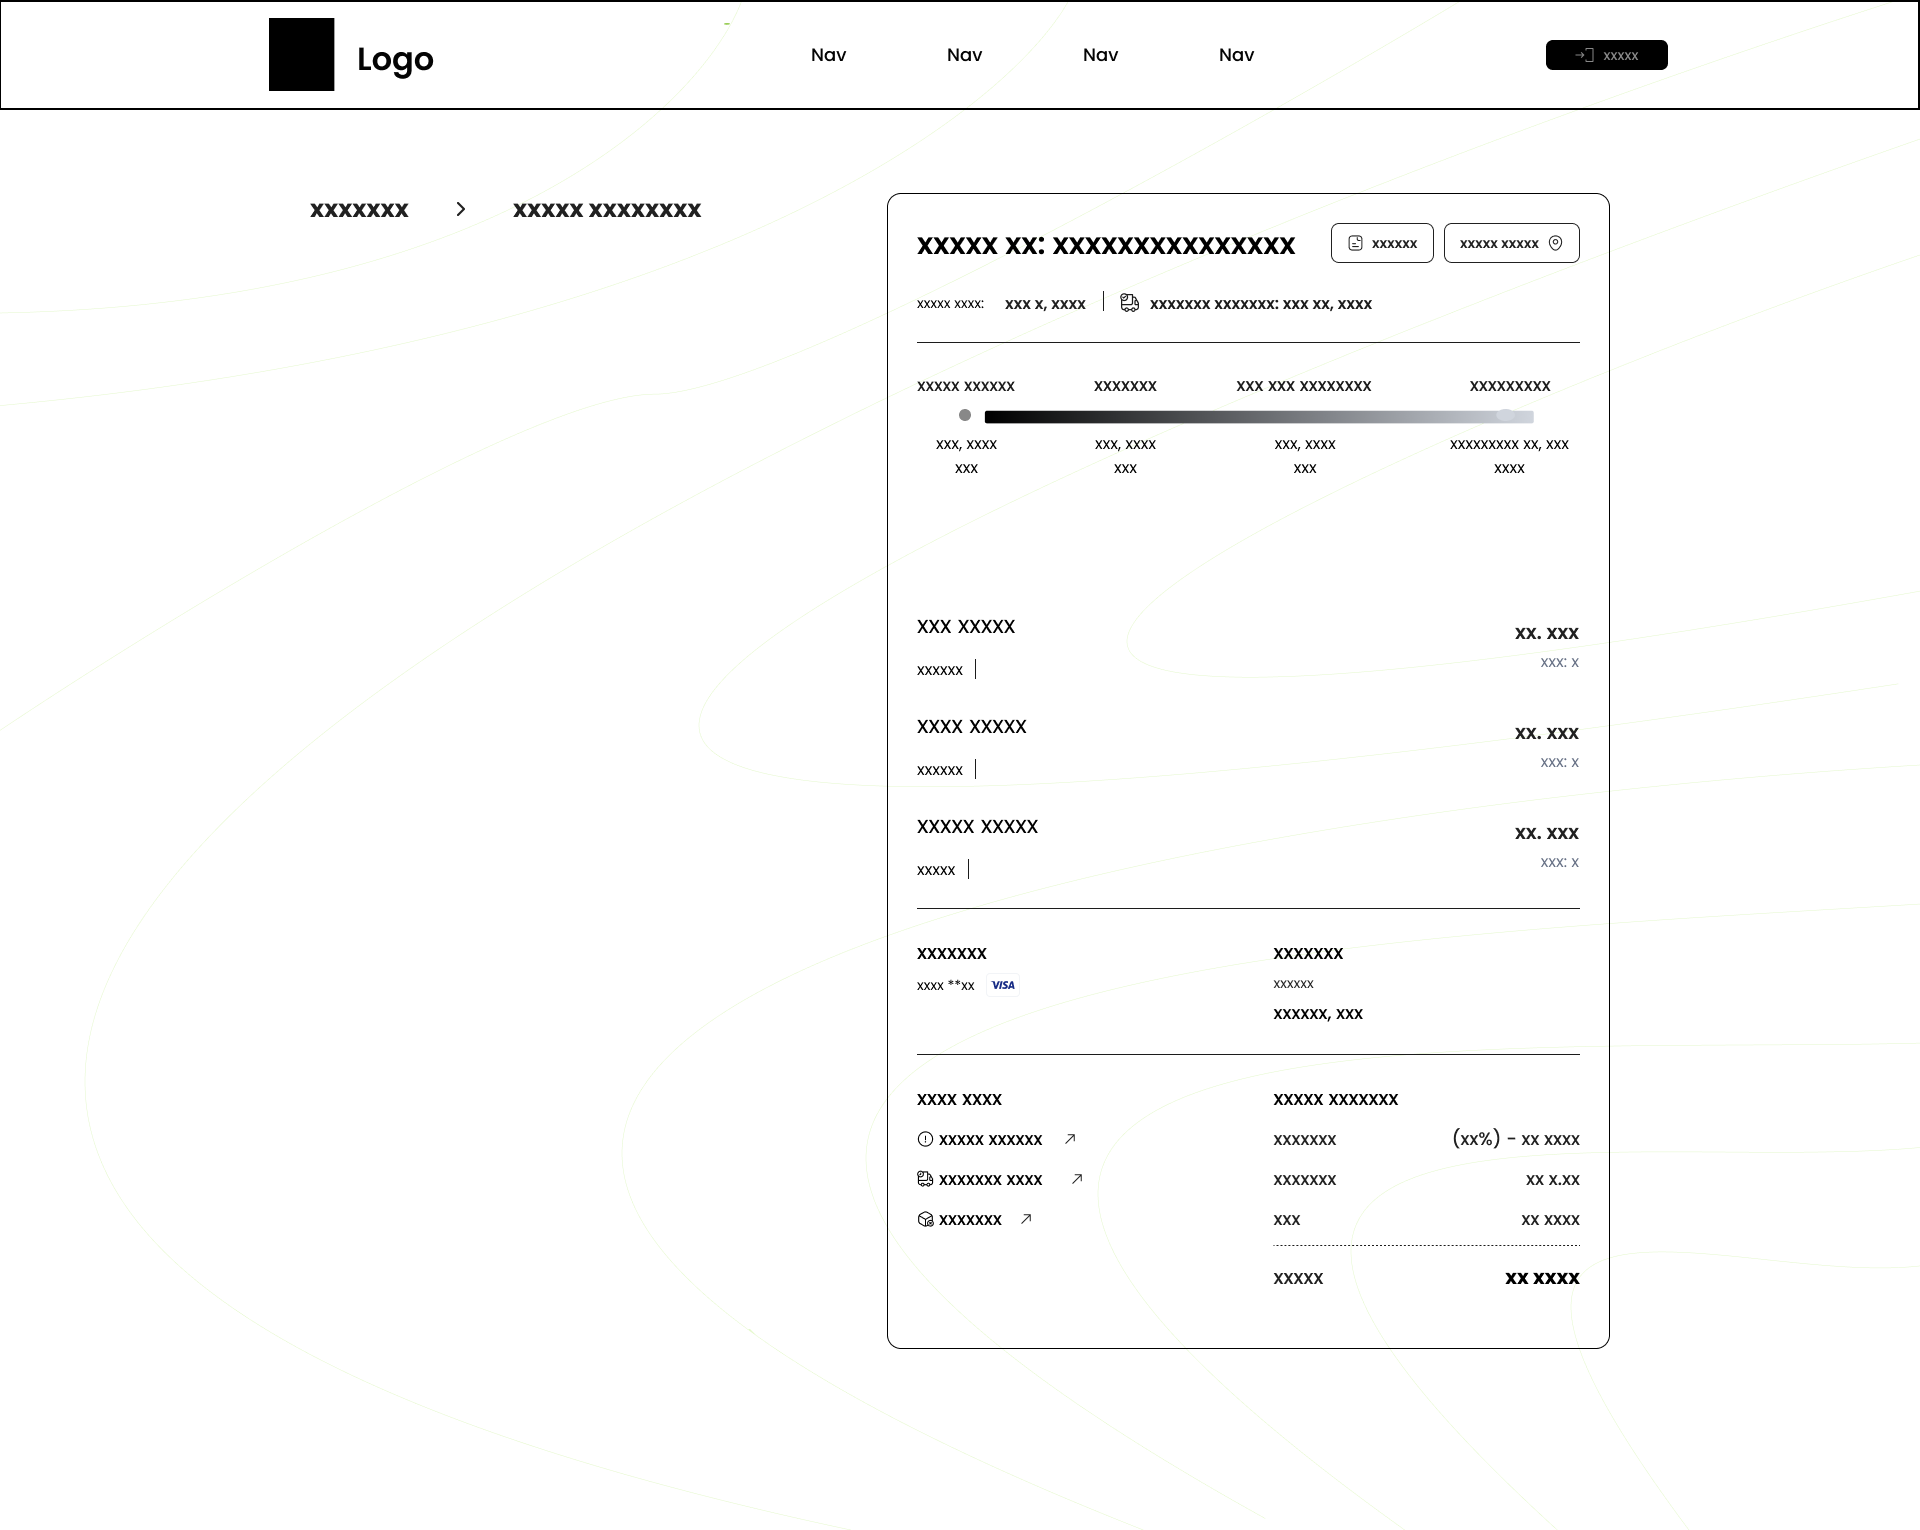 Logo
Nav
Nav
Nav
Nav
xxxxx
xxxxxxx
xxxxx xxxxxxxx
xxxxx xx: xxxxxxxxxxxxxxx
xxxxxx
xxxxx xxxxx
xxxxx xxxx:
xxx x, xxxx
xxxxxxx xxxxxxx: xxx xx, xxxx
xxxxx xxxxxx
xxxxxxx
xxx xxx xxxxxxxx
xxxxxxxxx
xxx, xxxx
xxx, xxxx
xxx, xxxx
xxxxxxxxx xx, xxx
xxx
xxx
xxx
xxxx
XXX XXXXX
xx. xxx
xxxxxx
xxx: x
XXXX XXXXX
xx. xxx
xxxxxx
xxx: x
XXXXX XXXXX
xx. xxx
xxxxx
xxx: x
xxxxxxx
xxxxxxx
xxxx **xx
VISA
xxxxxx
xxxxxx, xxx
xxxx xxxx
xxxxx xxxxxxx
xxxxx xxxxxx
xxxxxxx
(xx%) - xx xxxx
xxxxxxx xxxx
xxxxxxx
xx x.xx
xxxxxxx
xxx
xx xxxx
xxxxx
xx xxxx